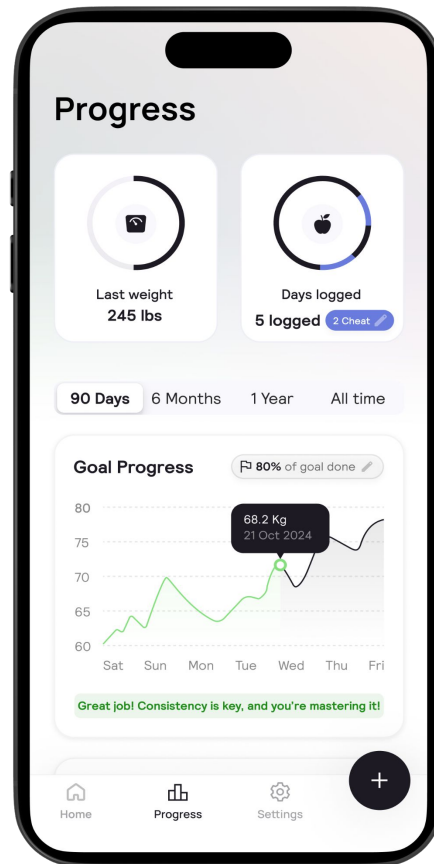 Progress
Last weight
245 lbs
Days logged
5 logged 2 Cheat
90 Days 6 Months 1 Year All time
Goal Progress 80% of goal done
80
75
70
65
60
68.2 Kg
21 Oct 2024
Sat Sun Mon Tue Wed Thu Fri
Great job! Consistency is key, and you're mastering it!
Home Progress Settings